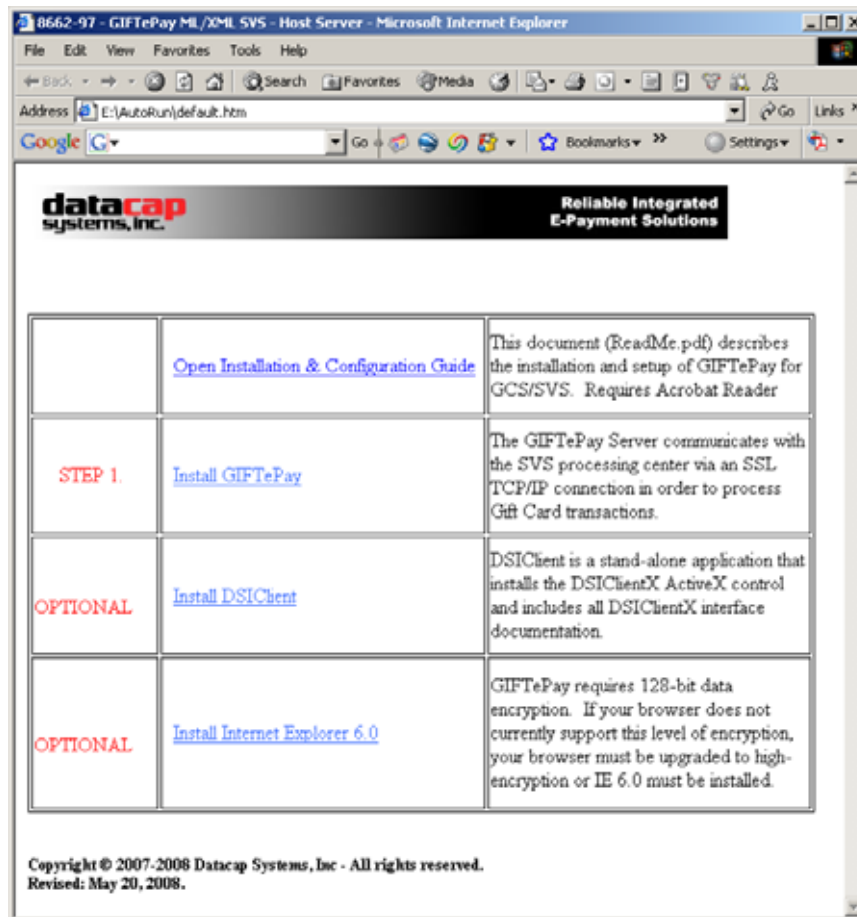 8662-97 - GIFTePay ML/XML SVS - Host Server - Microsoft Internet Explorer
File Edit View Favorites Tools Help
Back Search Favorites Media
Address E:\AutoRun\default.htm Go Links »
Google G Go Bookmarks » Settings
datacap
systems, inc.
Reliable Integrated
E-Payment Solutions
Open Installation & Configuration Guide
This document (ReadMe.pdf) describes
the installation and setup of GIFTePay for
GCS/SVS. Requires Acrobat Reader
STEP 1.
Install GIFTePay
The GIFTePay Server communicates with
the SVS processing center via an SSL
TCP/IP connection in order to process
Gift Card transactions.
OPTIONAL
Install DSIClient
DSIClient is a stand-alone application that
installs the DSIClientX ActiveX control
and includes all DSIClientX interface
documentation.
OPTIONAL
Install Internet Explorer 6.0
GIFTePay requires 128-bit data
encryption. If your browser does not
currently support this level of encryption,
your browser must be upgraded to high-
encryption or IE 6.0 must be installed.
Copyright © 2007-2008 Datacap Systems, Inc - All rights reserved.
Revised: May 20, 2008.